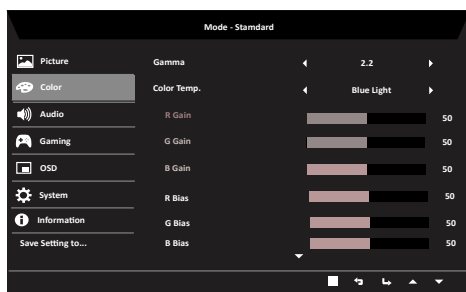 Mode - Stamdard
Picture
Gamma
2.2
Color
Color Temp.
Blue Light
Audio
R Gain
50
Gaming
G Gain
50
OSD
B Gain
50
System
R Bias
50
Information
G Bias
50
Save Setting to...
B Bias
50